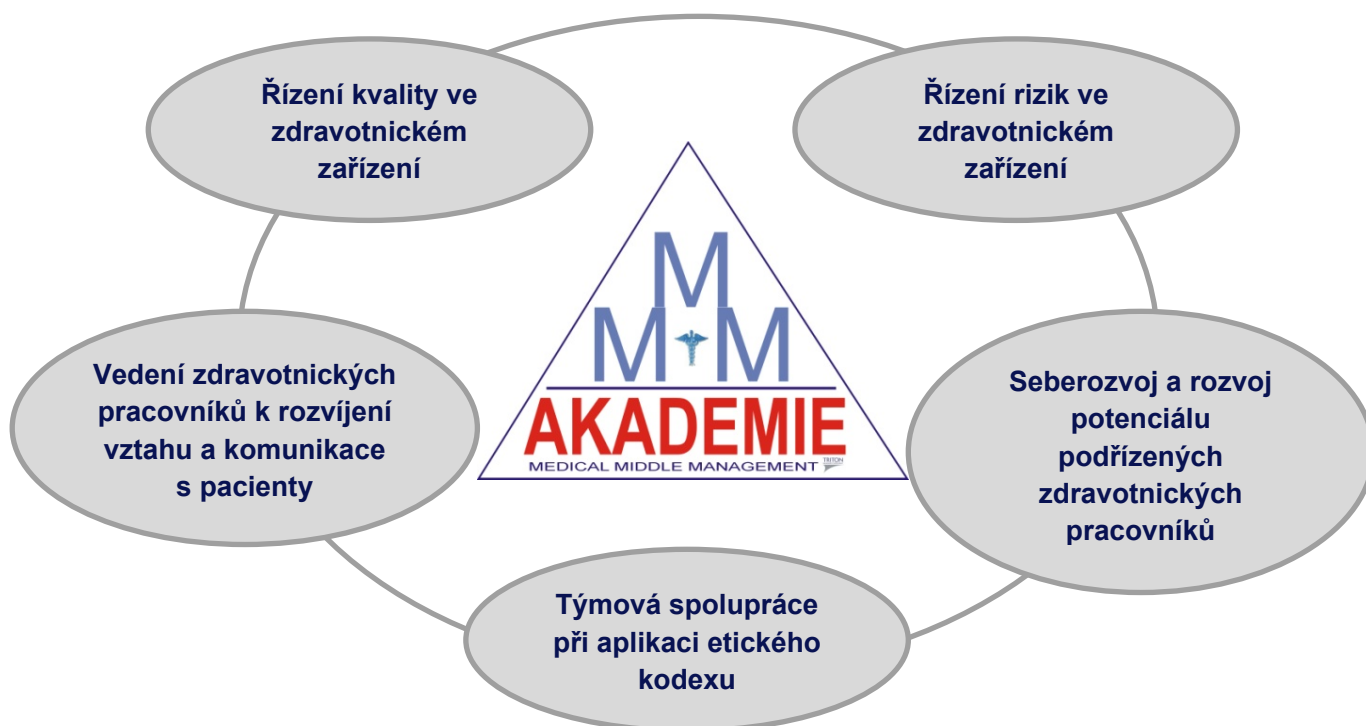 Řízení kvality ve
zdravotnickém
zařízení
Řízení rizik ve
zdravotnickém
zařízení
M
M M
AKADEMIE
MEDICAL MIDDLE MANAGEMENT
TRITON
Vedení zdravotnických
pracovníků k rozvíjení
vztahu a komunikace
s pacienty
Seberozvoj a rozvoj
potenciálu
podřízených
zdravotnických
pracovníků
Týmová spolupráce
při aplikaci etického
kodexu